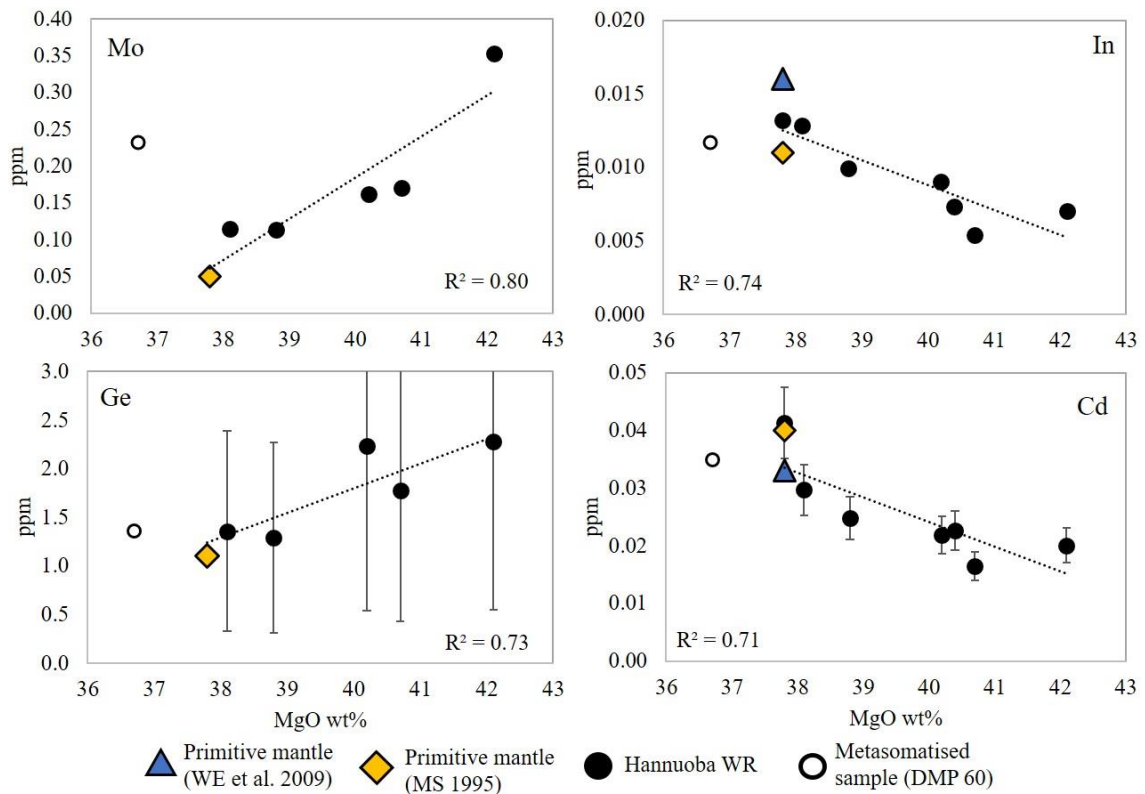 0.40
0.35
0.30
0.25
0.20
0.15
0.10
0.05
0.00
ppm
Mo
R² = 0.80
36 37 38 39 40 41 42 43
0.020
0.015
0.010
0.005
0.000
ppm
In
R² = 0.74
36 37 38 39 40 41 42 43
3.0
2.5
2.0
1.5
1.0
0.5
0.0
ppm
Ge
R² = 0.73
36 37 38 39 40 41 42 43
MgO wt%
0.05
0.04
0.03
0.02
0.01
0.00
ppm
Cd
R² = 0.71
36 37 38 39 40 41 42 43
MgO wt%
Primitive mantle
(WE et al. 2009)
Primitive mantle
(MS 1995)
Hannuoba WR
Metasomatised
sample (DMP 60)